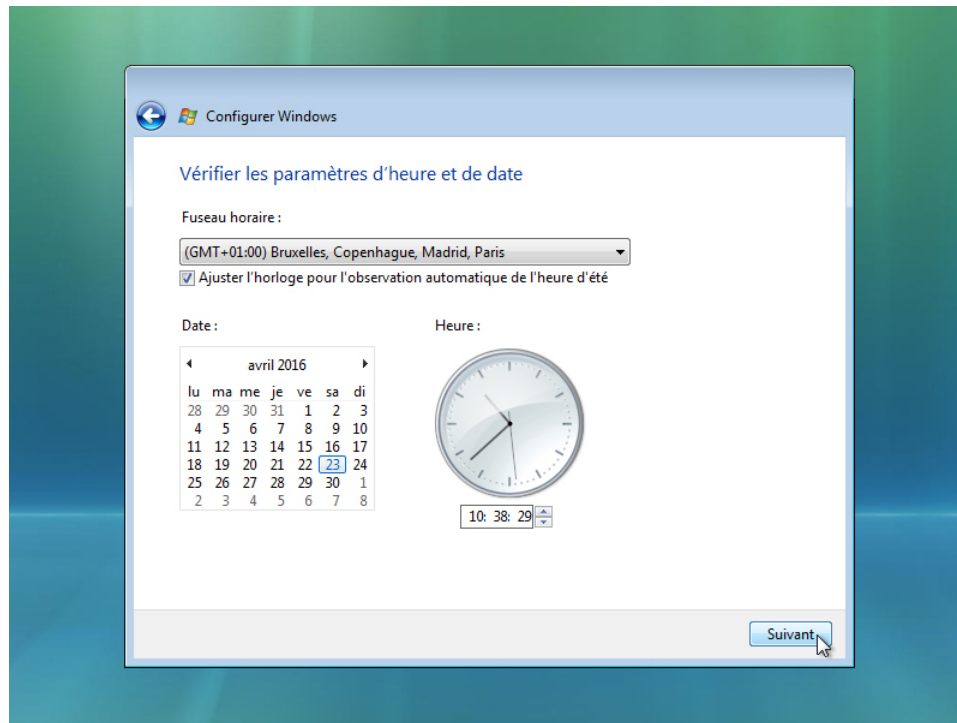 Configurer Windows
Vérifier les paramètres d'heure et de date
Fuseau horaire :
(GMT+01:00) Bruxelles, Copenhague, Madrid, Paris
Ajuster l'horloge pour l'observation automatique de l'heure d'été
Date :
Heure :
avril 2016
lu ma me je ve sa di
28 29 30 31 1 2 3
4 5 6 7 8 9 10
11 12 13 14 15 16 17
18 19 20 21 22 23 24
25 26 27 28 29 30 1
2 3 4 5 6 7 8
10: 38: 29
Suivant